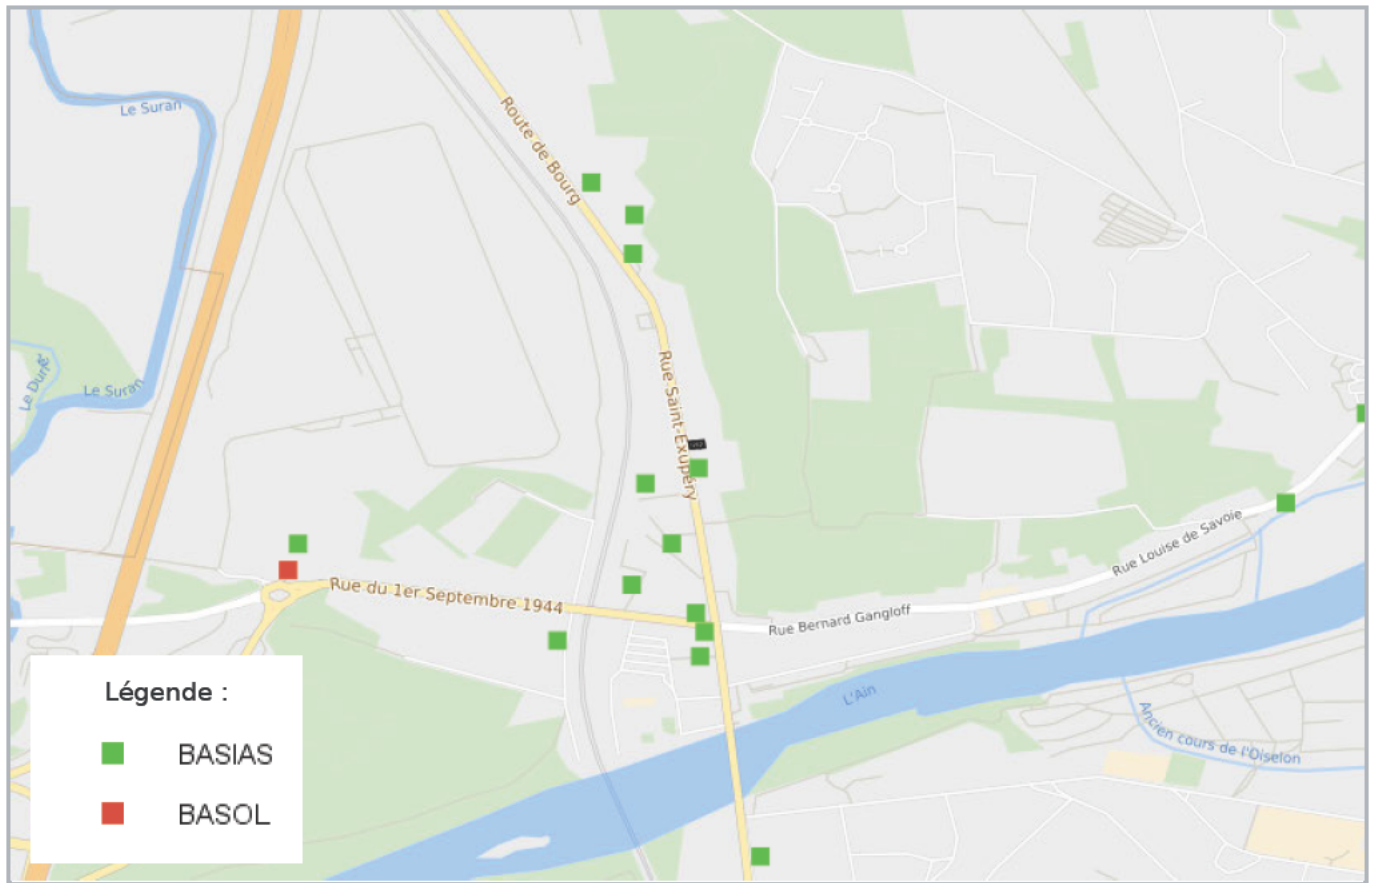 Le Suran
Route de Bourg
Le Durlet
Le Suran
Rue Saint-Exupéry
Rue Louise de Savoie
Rue du 1er Septembre 1944
Rue Bernard Gangloff
L'Ain
Ancien cours de l'Oiselon
Légende :
BASIAS
BASOL